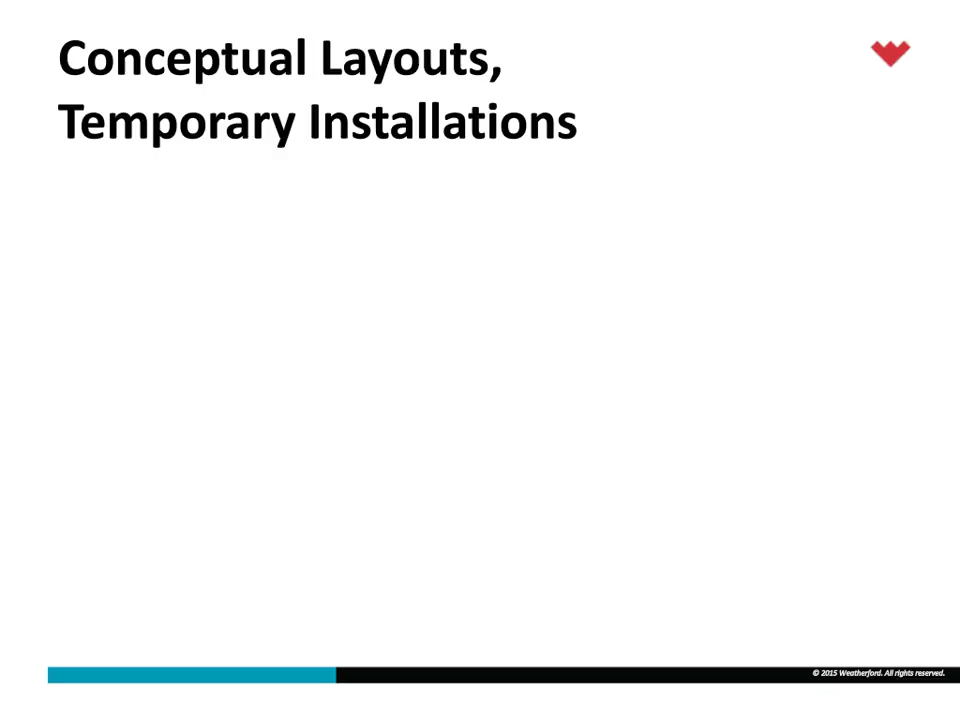 Conceptual Layouts,
Temporary Installations
© 2015 Weatherford. All rights reserved.